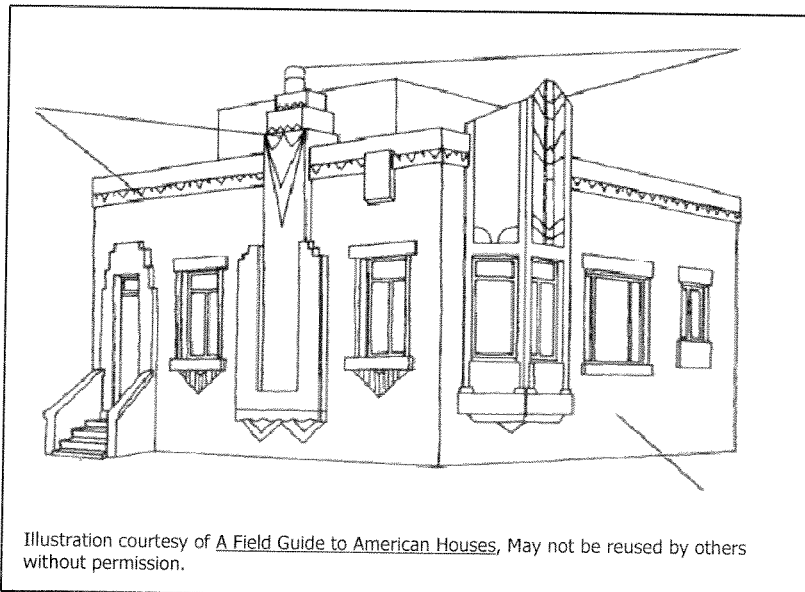 Illustration courtesy of A Field Guide to American Houses, May not be reused by others
without permission.